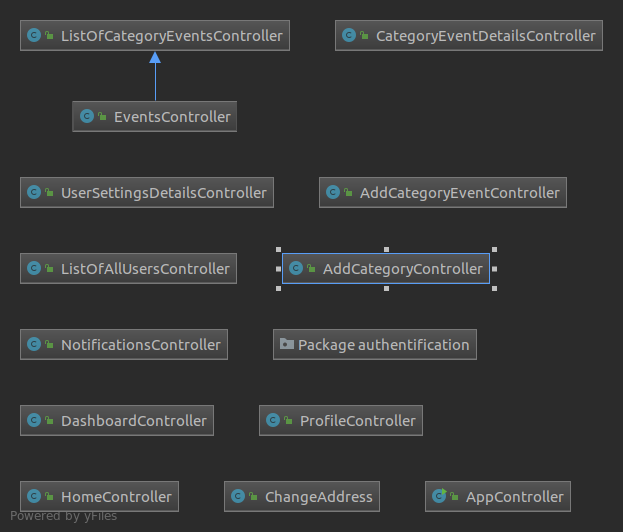 ListOfCategoryEventsController
CategoryEventDetailsController
EventsController
UserSettingsDetailsController
AddCategoryEventController
ListOfAllUsersController
AddCategoryController
NotificationsController
Package authentification
DashboardController
ProfileController
HomeController
ChangeAddress
AppController
Powered by yFiles